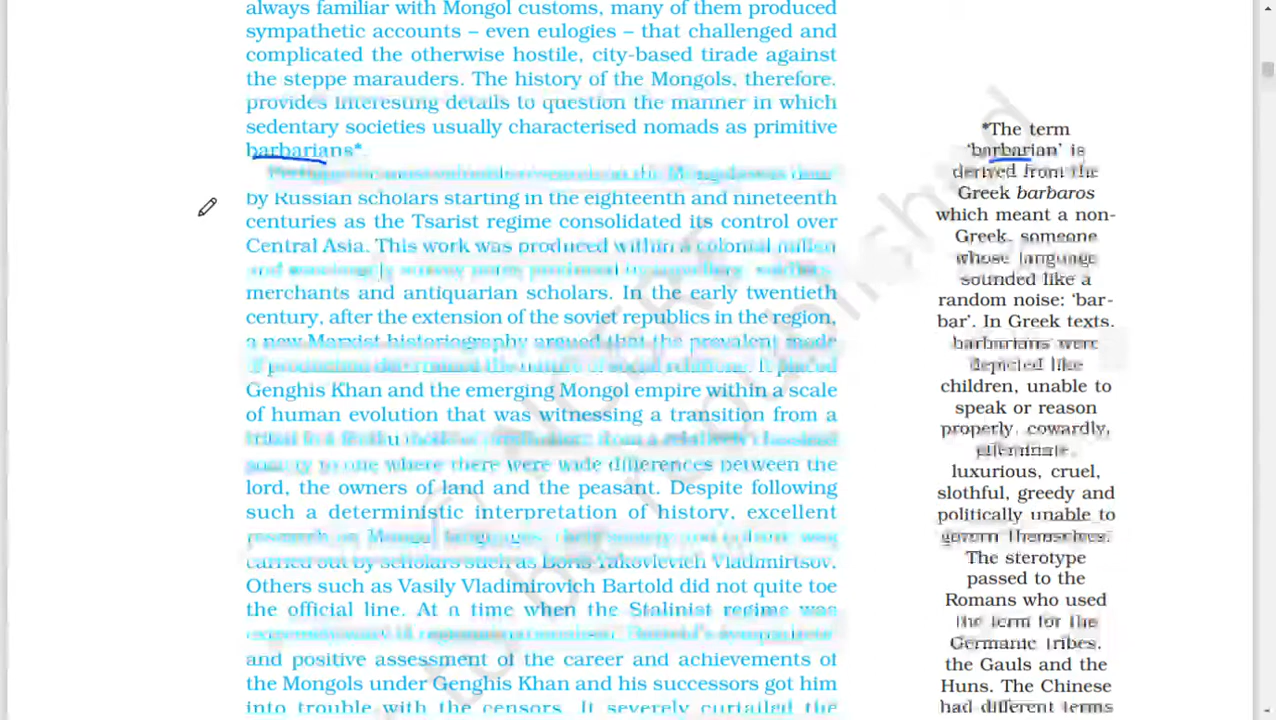 always familiar with Mongol customs, many of them produced
sympathetic accounts – even eulogies – that challenged and
complicated the otherwise hostile, city-based tirade against
the steppe marauders. The history of the Mongols, therefore,
provides interesting details to question the manner in which
sedentary societies usually characterised nomads as primitive
barbarians*.
by Russian scholars starting in the eighteenth and nineteenth
centuries as the Tsarist regime consolidated its control over
Central Asia. This work was produced within a colonial milieu
merchants and antiquarian scholars. In the early twentieth
century, after the extension of the soviet republics in the region,
a new Marxist historiography argued that the prevalent mode
of production determined the nature of social relations. It placed
Genghis Khan and the emerging Mongol empire within a scale
of human evolution that was witnessing a transition from a
society to one where there were wide differences between the
lord, the owners of land and the peasant. Despite following
such a deterministic interpretation of history, excellent
research on Mongol languages, their society and culture was
carried out by scholars such as Boris Yakovlevich Vladimirtsov.
Others such as Vasily Vladimirovich Bartold did not quite toe
the official line. At a time when the Stalinist regime was
and positive assessment of the career and achievements of
the Mongols under Genghis Khan and his successors got him
into trouble with the censors. It severely curtailed the
*The term
'barbarian' is
derived from the
Greek barbaros
which meant a non-
Greek, someone
whose language
sounded like a
random noise: 'bar-
bar'. In Greek texts,
barbarians were
depicted like
children, unable to
speak or reason
properly, cowardly,
effeminate,
luxurious, cruel,
slothful, greedy and
politically unable to
govern themselves.
The sterotype
passed to the
Romans who used
the term for the
Germanic tribes,
the Gauls and the
Huns. The Chinese
had different terms